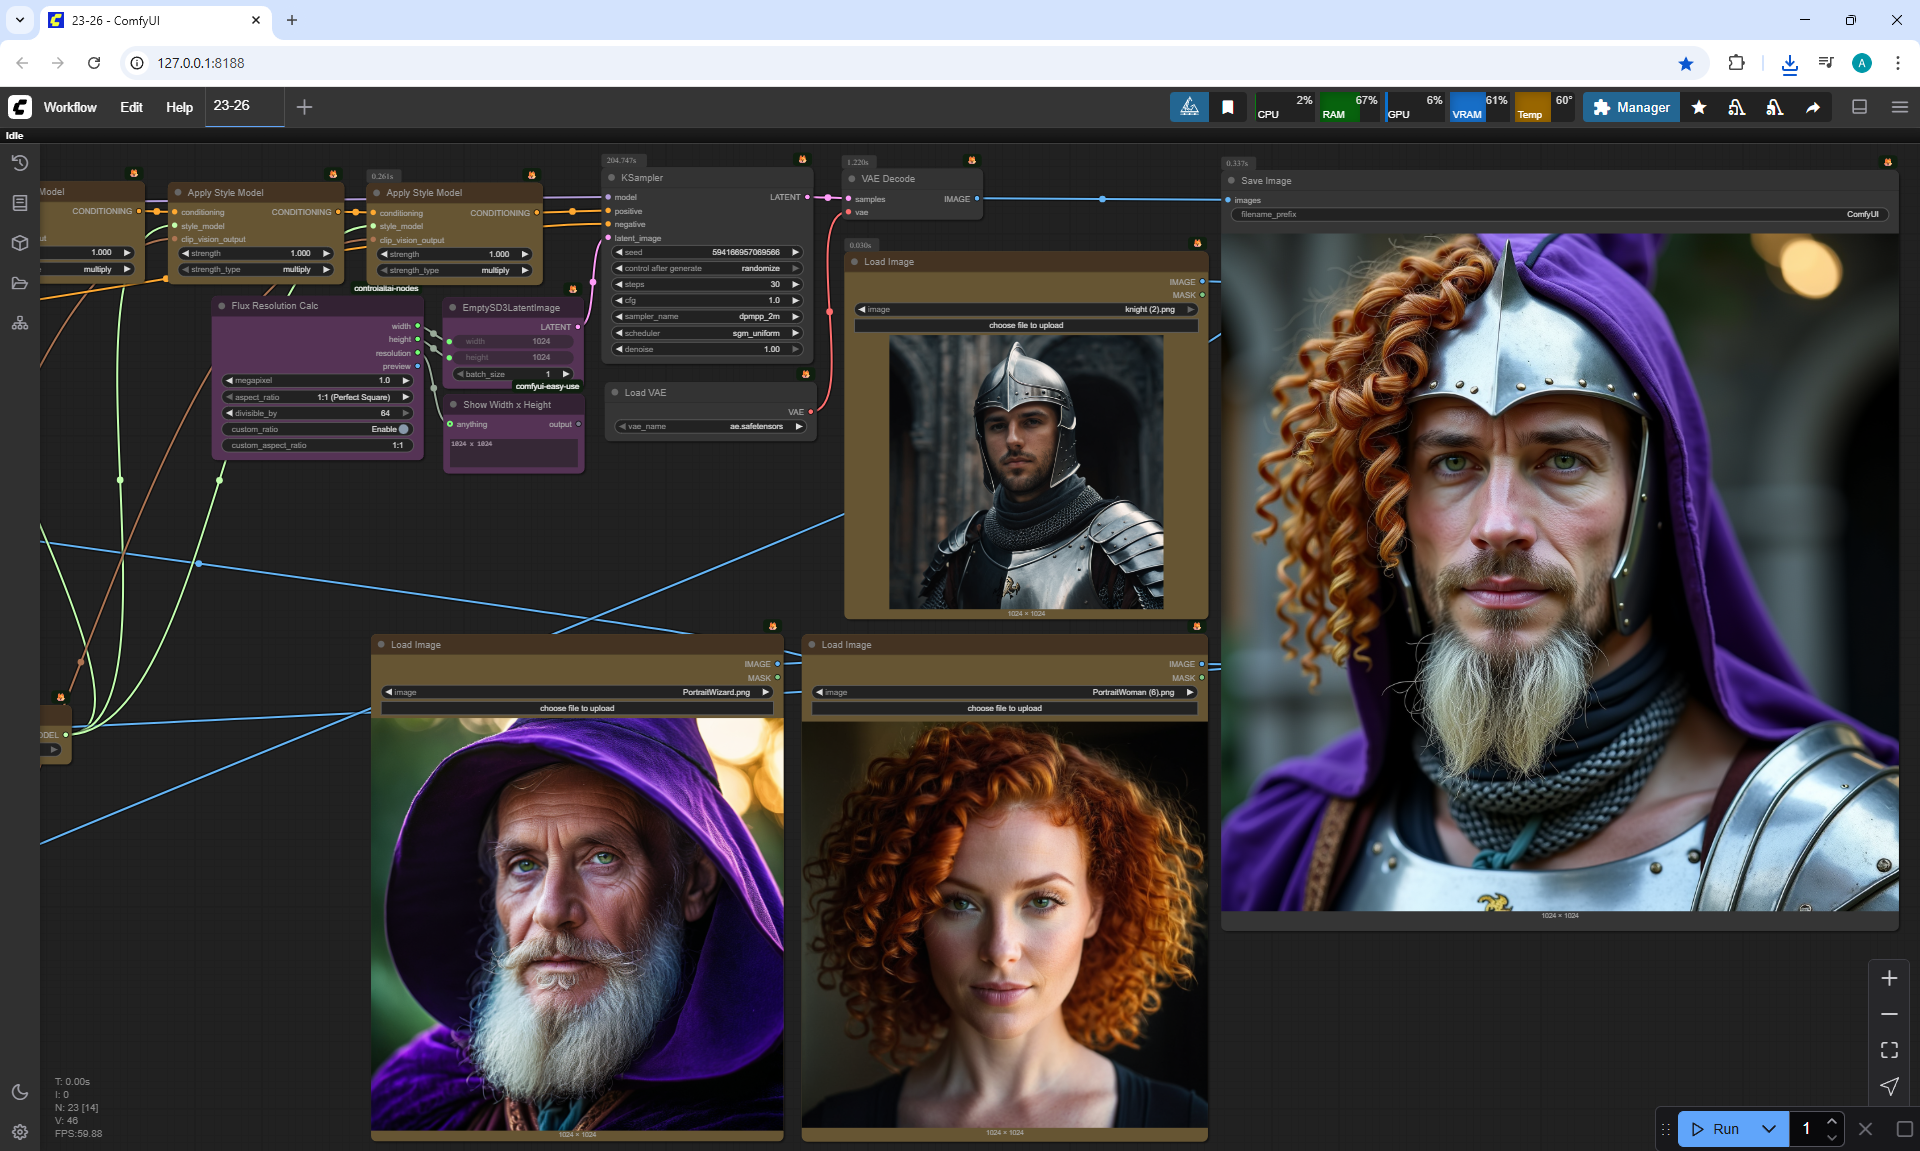 23-26 - ComfyUI
127.0.0.1:8188
A
Workflow
Edit
Help
23-26
CPU
2%
RAM
67%
GPU
6%
VRAM
61%
Temp
60°
Manager
Idle
Model
CONDITIONING
1.000
multiply
Apply Style Model
conditioning
CONDITIONING
style_model
clip_vision_output
strength
1.000
strength_type
multiply
0.261s
Apply Style Model
conditioning
CONDITIONING
style_model
clip_vision_output
strength
1.000
strength_type
multiply
controlaltai-nodes
Flux Resolution Calc
width
height
resolution
preview
megapixel
1.0
aspect_ratio
1:1 (Perfect Square)
divisible_by
64
custom_ratio
Enable
custom_aspect_ratio
1:1
EmptySD3LatentImage
LATENT
width
1024
height
1024
batch_size
1
comfyui-easy-use
Show Width x Height
anything
output
1024 x 1024
204.747s
KSampler
model
LATENT
positive
negative
latent_image
seed
594166957069566
control after generate
randomize
steps
30
cfg
1.0
sampler_name
dpmpp_2m
scheduler
sgm_uniform
denoise
1.00
Load VAE
VAE
vae_name
ae.safetensors
1.220s
VAE Decode
samples
IMAGE
vae
0.030s
Load Image
IMAGE
MASK
image
knight (2).png
choose file to upload
1024 × 1024
0.337s
Save Image
images
filename_prefix
ComfyUI
1024 × 1024
Load Image
IMAGE
MASK
image
PortraitWizard.png
choose file to upload
1024 × 1024
Load Image
IMAGE
MASK
image
PortraitWoman (6).png
choose file to upload
1024 × 1024
T: 0.00s
I: 0
N: 23 [14]
V: 46
FPS:59.88
Run
1